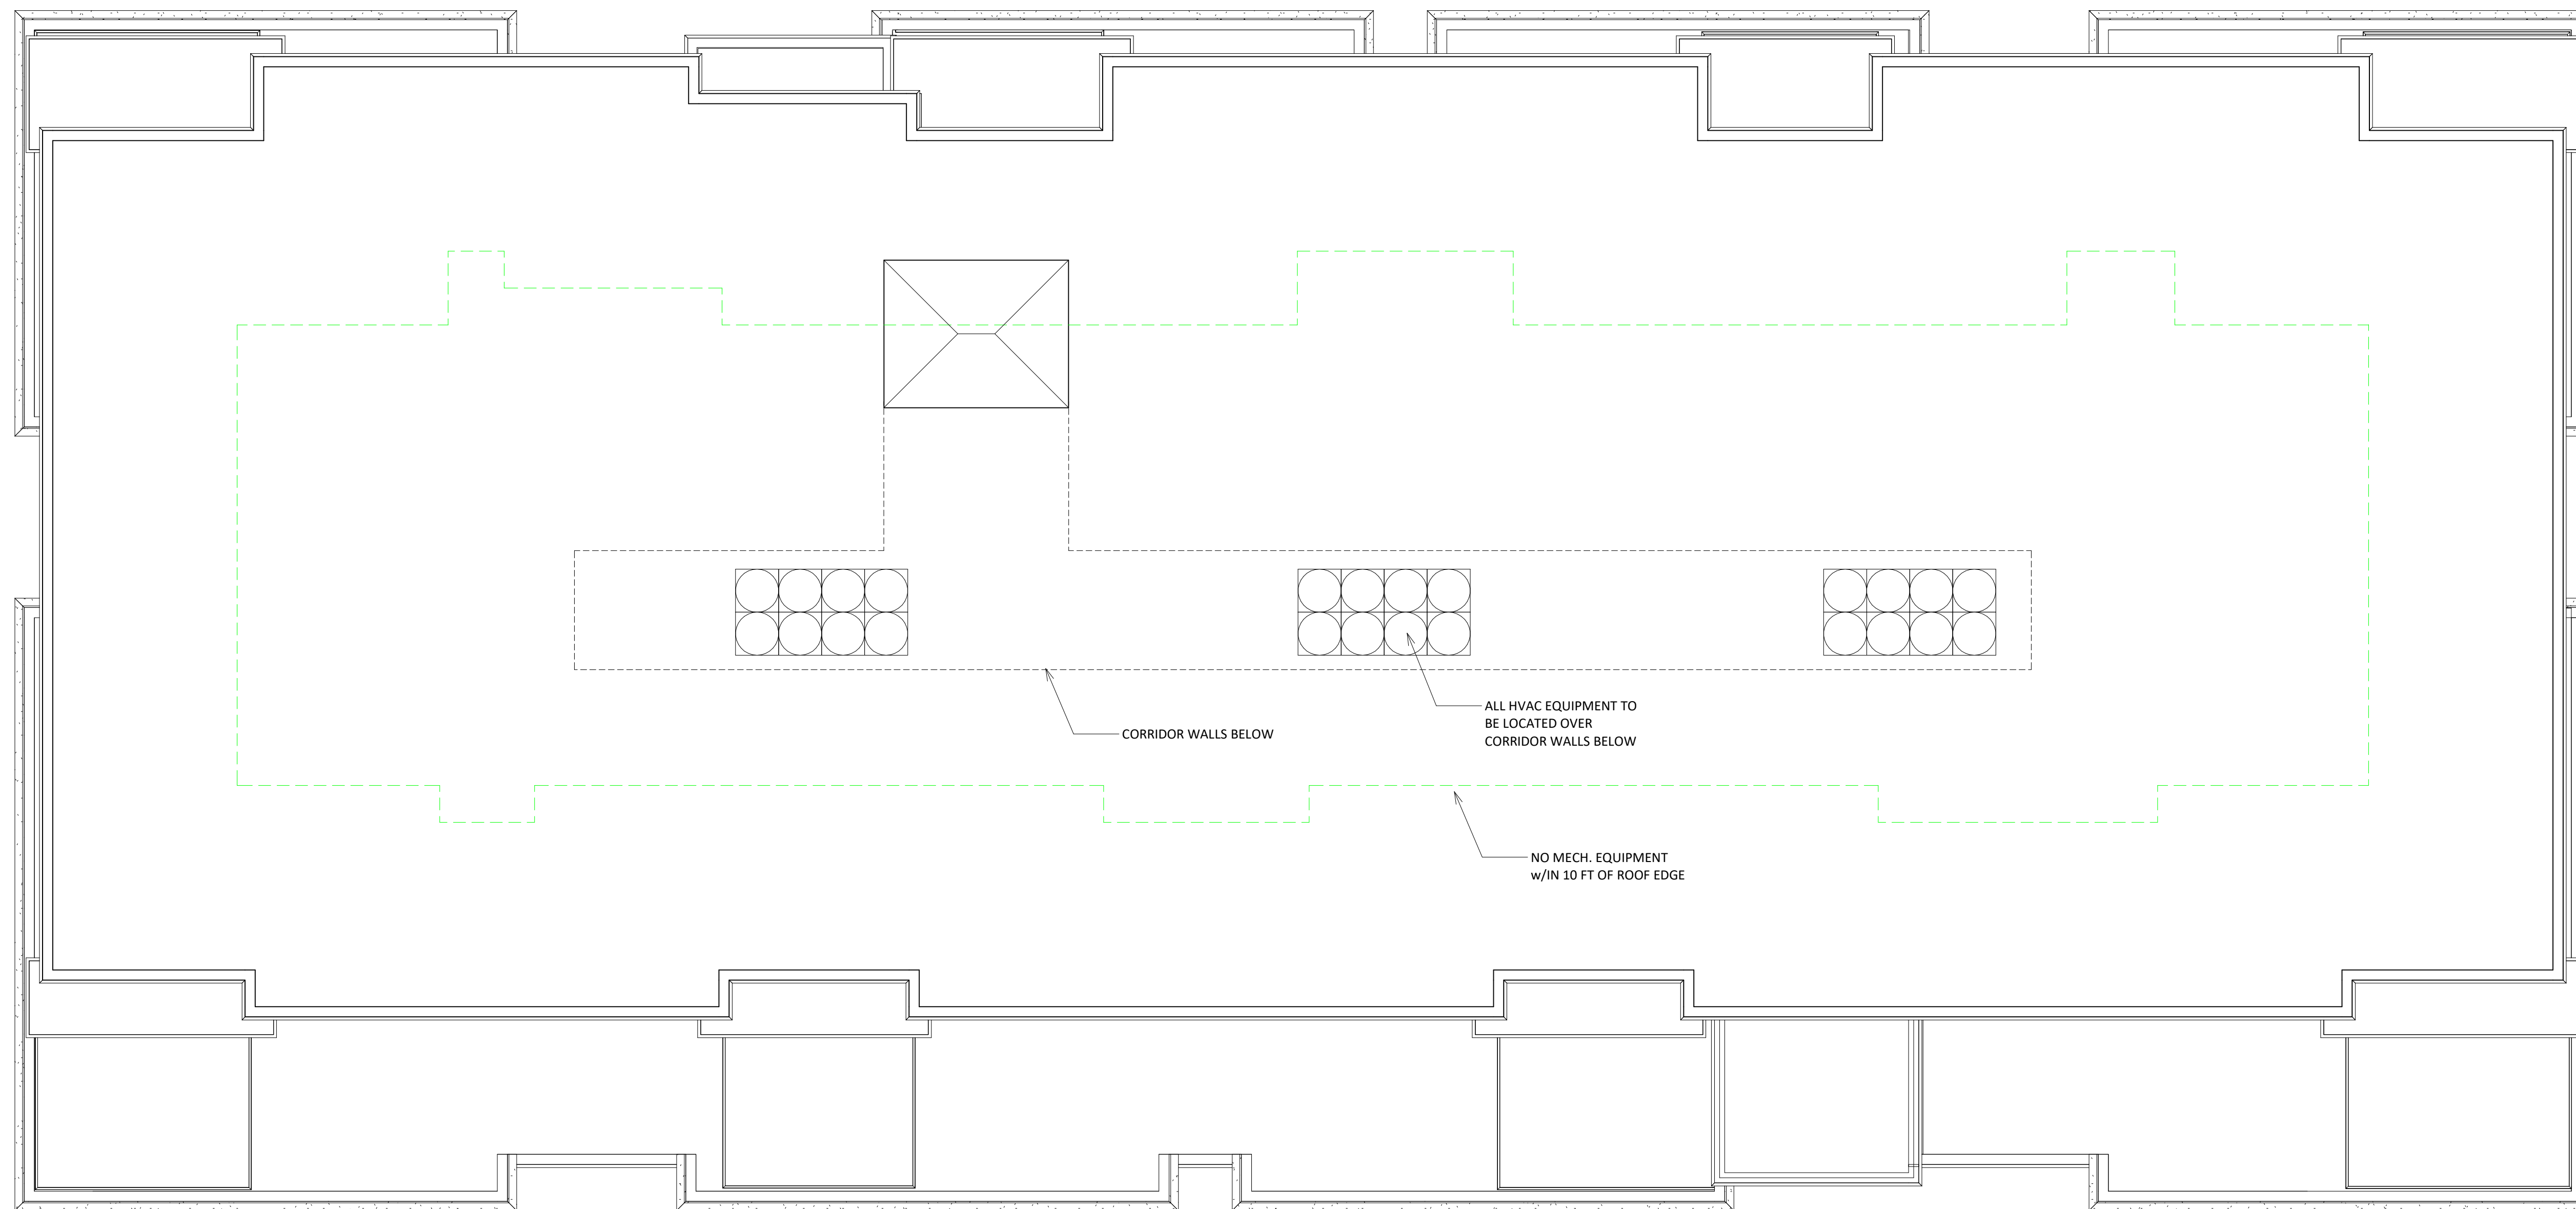 ALL HVAC EQUIPMENT TO
BE LOCATED OVER
CORRIDOR WALLS BELOW
CORRIDOR WALLS BELOW
NO MECH. EQUIPMENT
w/IN 10 FT OF ROOF EDGE